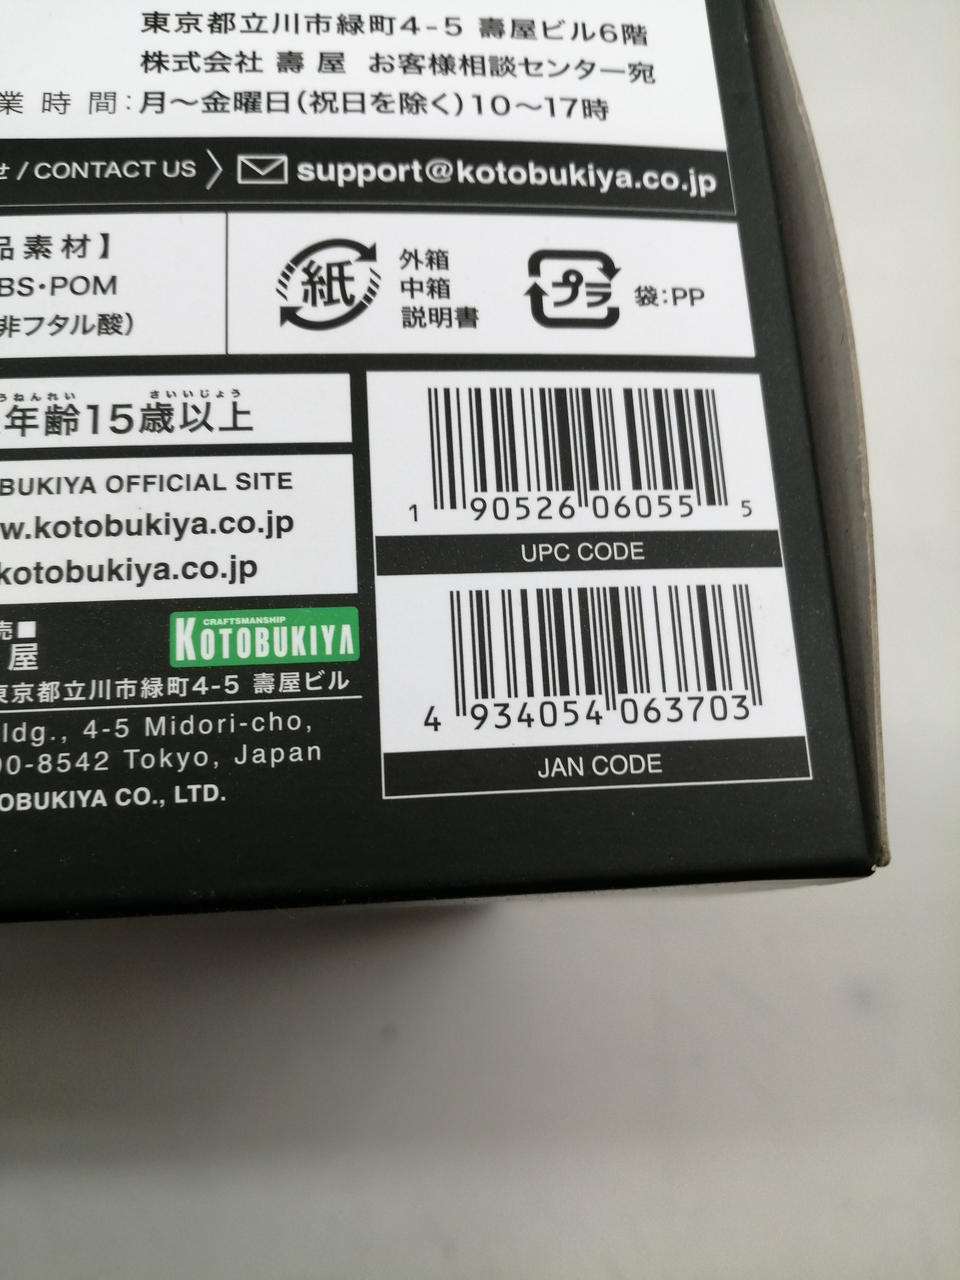 東京都立川市緑町4-5 壽屋ビル6階
株式会社 壽屋 お客様相談センター宛
業時間:月〜金曜日(祝日を除く)10〜17時
せ / CONTACT US support@kotobukiya.co.jp
品素材】
BS・POM
非フタル酸)
紙
外箱
中箱
説明書
プラ
袋:PP
うねんれい さいいじょう
年齢15歳以上
BUKIYA OFFICIAL SITE
w.kotobukiya.co.jp
kotobukiya.co.jp
1 90526 06055 5
UPC CODE
4 934054 063703
JAN CODE
売■
屋
CRAFTSMANSHIP
KOTOBUKIYA
東京都立川市緑町4-5 壽屋ビル
ldg., 4-5 Midori-cho,
00-8542 Tokyo, Japan
OBUKIYA CO., LTD.